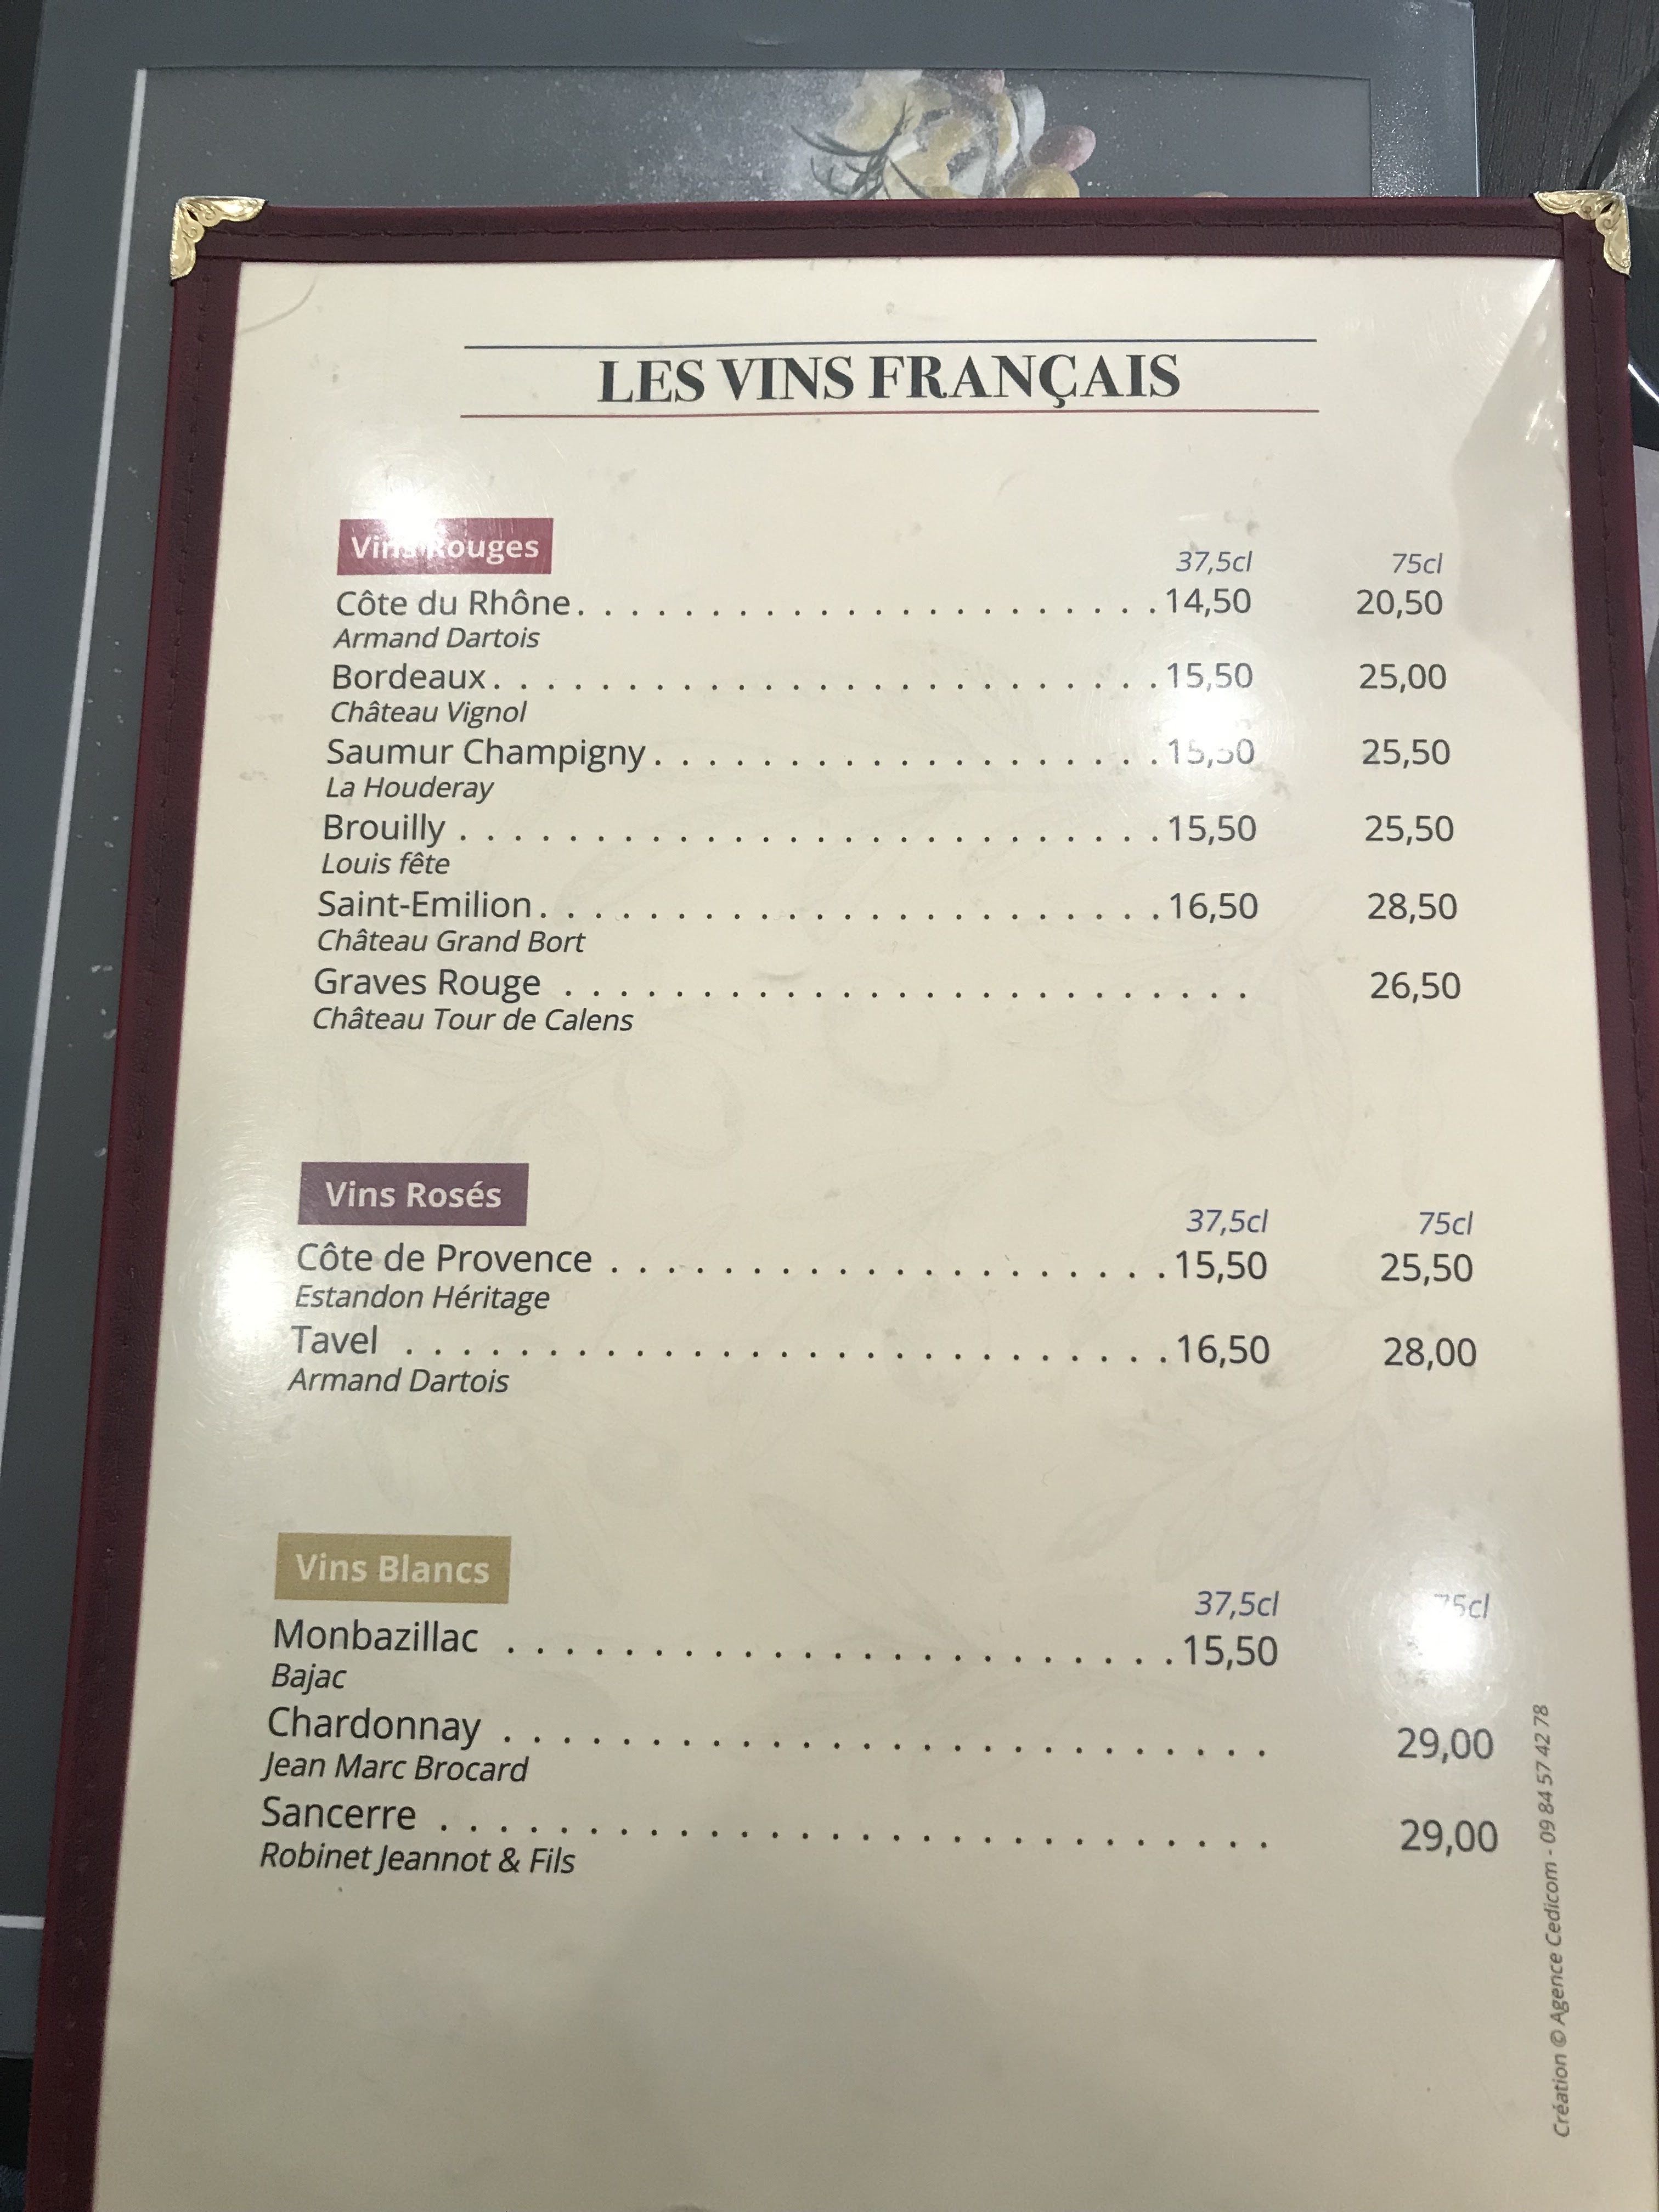 LES VINS FRANÇAIS
Vins Rouges 37,5cl 75cl
Côte du Rhône. . . . . . . . . . . . . . . . . . . . . . 14,50 20,50
Armand Dartois
Bordeaux. . . . . . . . . . . . . . . . . . . . . . . . . 15,50 25,00
Château Vignol
Saumur Champigny. . . . . . . . . . . . . . . . . . . 15,50 25,50
La Houderay
Brouilly . . . . . . . . . . . . . . . . . . . . . . . . . . 15,50 25,50
Louis fête
Saint-Emilion. . . . . . . . . . . . . . . . . . . . . . . 16,50 28,50
Château Grand Bort
Graves Rouge . . . . . . . . . . . . . . . . . . . . . . . . . 26,50
Château Tour de Calens
Vins Rosés 37,5cl 75cl
Côte de Provence . . . . . . . . . . . . . . . . . . . . 15,50 25,50
Estandon Héritage
Tavel . . . . . . . . . . . . . . . . . . . . . . . . . . . 16,50 28,00
Armand Dartois
Vins Blancs 37,5cl 75cl
Monbazillac . . . . . . . . . . . . . . . . . . . . . . . 15,50
Bajac
Chardonnay . . . . . . . . . . . . . . . . . . . . . . . . . . 29,00
Jean Marc Brocard
Sancerre . . . . . . . . . . . . . . . . . . . . . . . . . . . . 29,00
Robinet Jeannot & Fils
Création © Agence Cedicom - 09 84 57 42 78